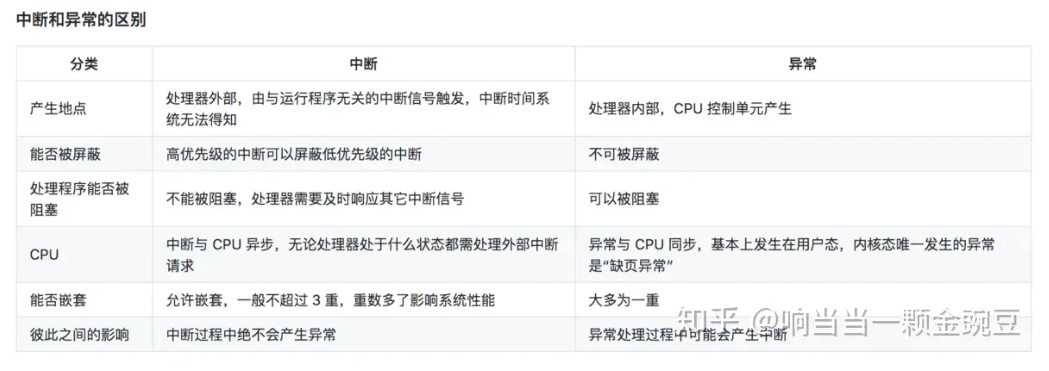 中断和异常的区别
分类 中断 异常
产生地点 处理器外部，由与运行程序无关的中断信号触发，中断时间系
统无法得知 处理器内部，CPU 控制单元产生
能否被屏蔽 高优先级的中断可以屏蔽低优先级的中断 不可被屏蔽
处理程序能否被
阻塞 不能被阻塞，处理器需要及时响应其它中断信号 可以被阻塞
CPU 中断与 CPU 异步，无论处理器处于什么状态都需处理外部中断
请求 异常与 CPU 同步，基本上发生在用户态，内核态唯一发生的异常
是“缺页异常”
能否嵌套 允许嵌套，一般不超过 3 重，重数多了影响系统性能 大多为一重
彼此之间的影响 中断过程中绝不会产生异常 异常处理过程中可能会产生中断
知乎 @响当当一颗金豌豆